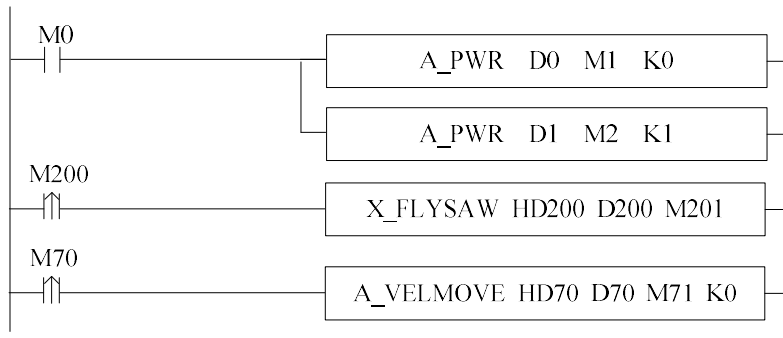 M0
A_PWR D0 M1 K0
A_PWR D1 M2 K1
M200
X_FLYSAW HD200 D200 M201
M70
A_VELMOVE HD70 D70 M71 K0